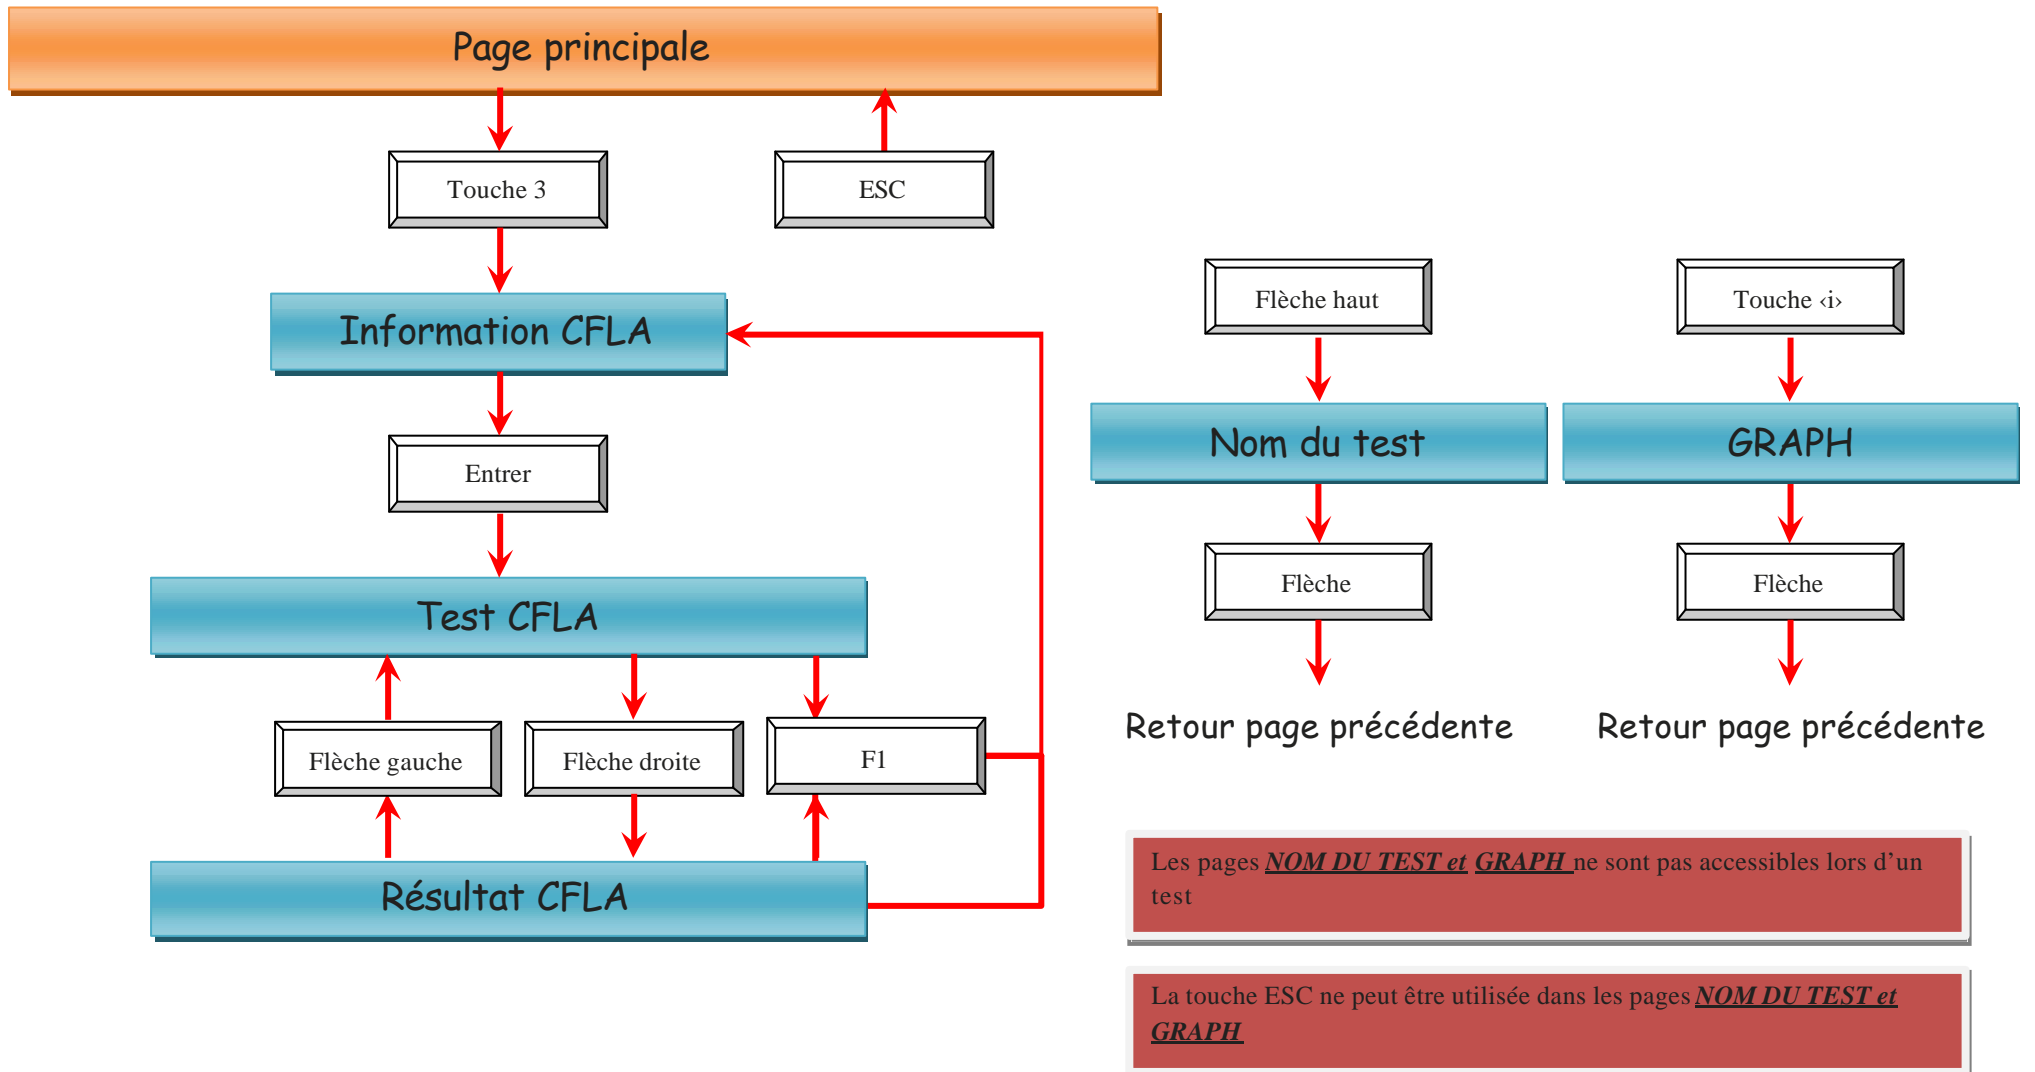 Page principale
Touche 3
ESC
Flèche haut
Touche ‹i›
Information CFLA
Nom du test
GRAPH
Entrer
Flèche
Flèche
Test CFLA
Retour page précédente
Retour page précédente
Flèche gauche
Flèche droite
F1
Résultat CFLA
Les pages NOM DU TEST et GRAPH ne sont pas accessibles lors d’un
test
La touche ESC ne peut être utilisée dans les pages NOM DU TEST et
GRAPH